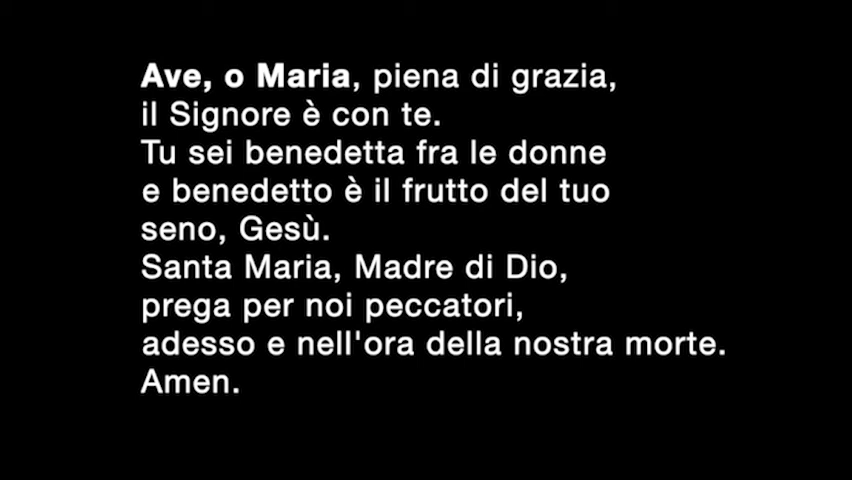 Ave, o Maria, piena di grazia,
il Signore è con te.
Tu sei benedetta fra le donne
e benedetto è il frutto del tuo
seno, Gesù.
Santa Maria, Madre di Dio,
prega per noi peccatori,
adesso e nell'ora della nostra morte.
Amen.